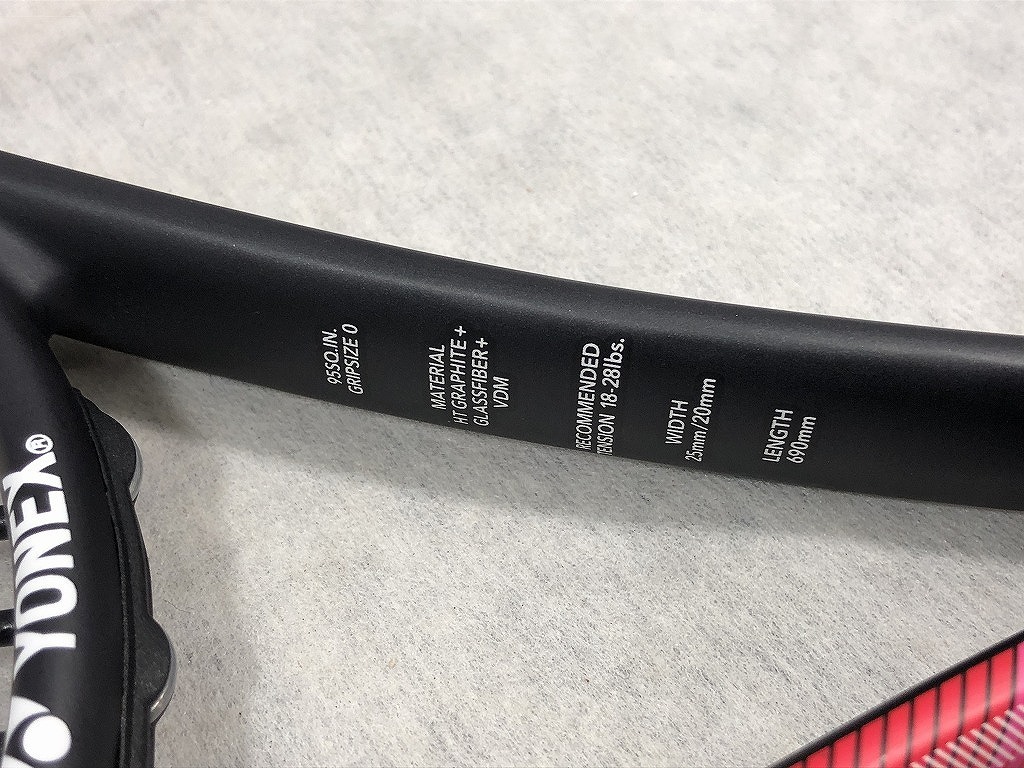 95SQ.IN.
GRIPSIZE 0
MATERIAL
HT GRAPHITE+
GLASSFIBER+
VDM
RECOMMENDED
TENSION 18-28lbs.
WIDTH
25mm/20mm
LENGTH
690mm
YONEX®